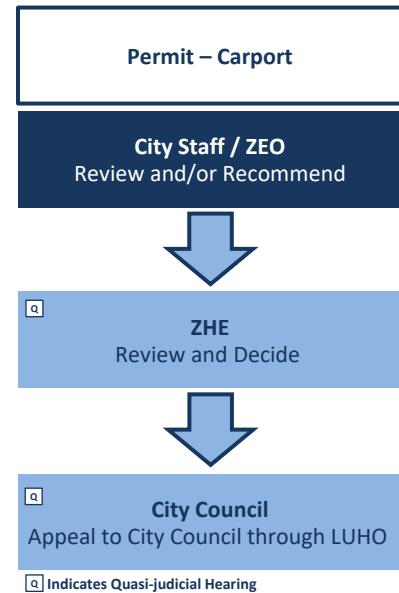 Permit – Carport
City Staff / ZEO
Review and/or Recommend
Q
ZHE
Review and Decide
Q
City Council
Appeal to City Council through LUHO
Q Indicates Quasi-judicial Hearing